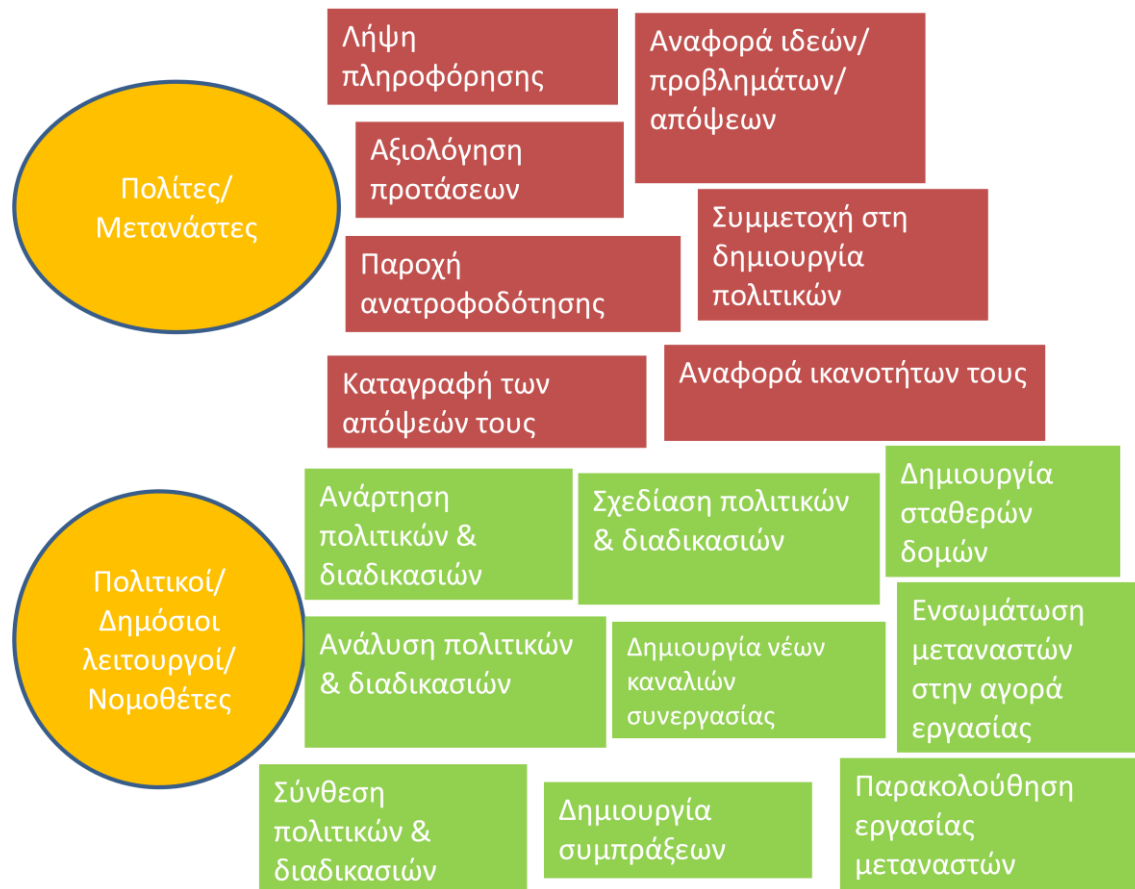 Πολίτες/
Μετανάστες
Λήψη
πληροφόρησης
Αναφορά ιδεών/
προβλημάτων/
απόψεων
Αξιολόγηση
προτάσεων
Συμμετοχή στη
δημιουργία
πολιτικών
Παροχή
ανατροφοδότησης
Καταγραφή των
απόψεών τους
Αναφορά ικανοτήτων τους
Πολιτικοί/
Δημόσιοι
λειτουργοί/
Νομοθέτες
Ανάρτηση
πολιτικών &
διαδικασιών
Σχεδίαση πολιτικών
& διαδικασιών
Δημιουργία
σταθερών
δομών
Ανάλυση πολιτικών
& διαδικασιών
Δημιουργία νέων
καναλιών
συνεργασίας
Ενσωμάτωση
μεταναστών
στην αγορά
εργασίας
Σύνθεση
πολιτικών &
διαδικασιών
Δημιουργία
συμπράξεων
Παρακολούθηση
εργασίας
μεταναστών